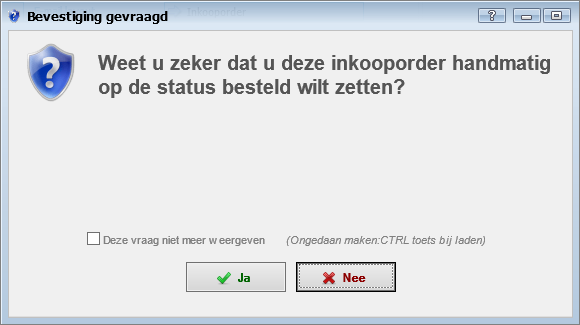 Bevestiging gevraagd
Inkooporder
Weet u zeker dat u deze inkooporder handmatig
op de status besteld wilt zetten?
Deze vraag niet meer weergeven (Ongedaan maken:CTRL toets bij laden)
Ja Nee